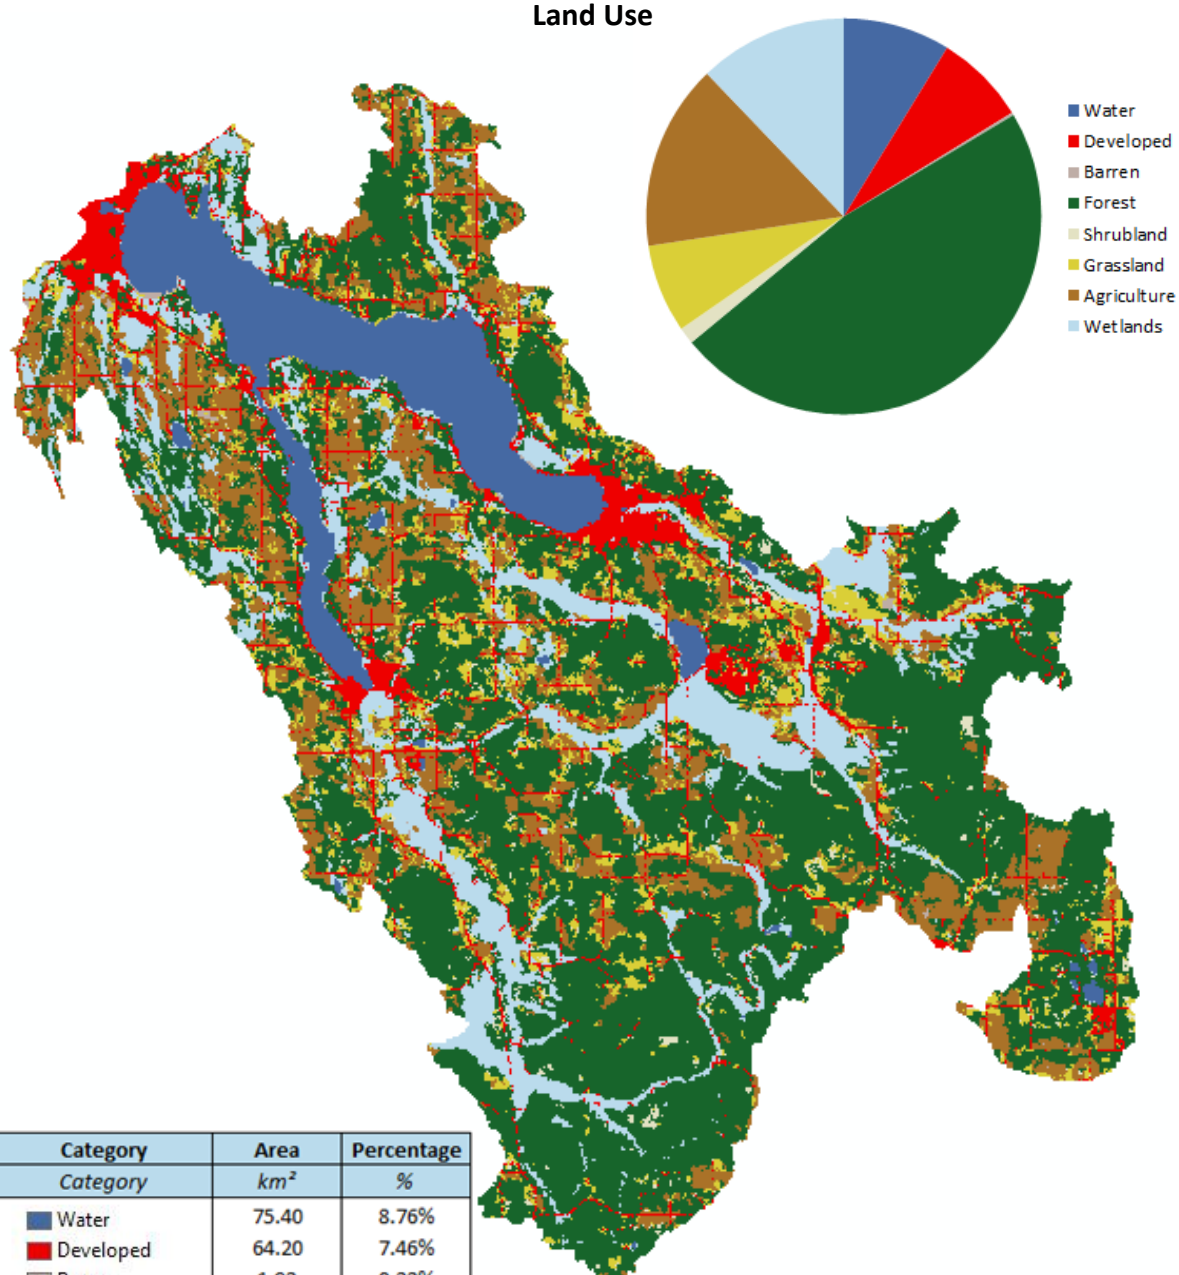 Land Use
Water
Developed
Barren
Forest
Shrubland
Grassland
Agriculture
Wetlands
Category Area Percentage
Category km² %
Water 75.40 8.76%
Developed 64.20 7.46%